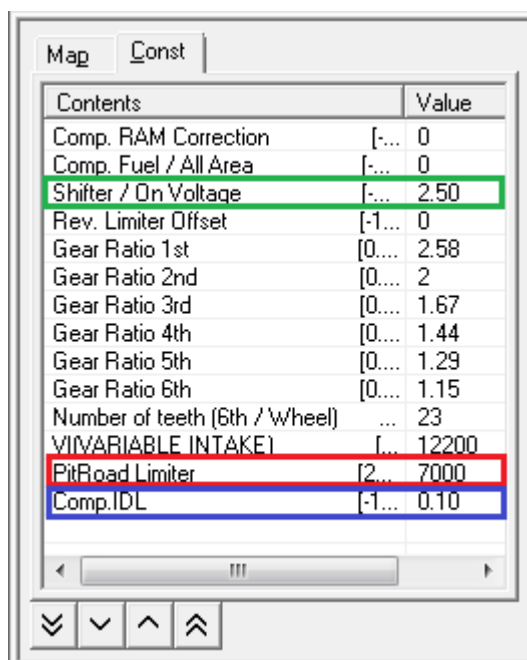 Map Const
Contents Value
Comp. RAM Correction [-... 0
Comp. Fuel / All Area [-... 0
Shifter / On Voltage [-... 2.50
Rev. Limiter Offset [-1... 0
Gear Ratio 1st [0.... 2.58
Gear Ratio 2nd [0.... 2
Gear Ratio 3rd [0.... 1.67
Gear Ratio 4th [0.... 1.44
Gear Ratio 5th [0.... 1.29
Gear Ratio 6th [0.... 1.15
Number of teeth (6th / Wheel) ... 23
VI(VARIABLE INTAKE) [... 12200
PitRoad Limiter [2... 7000
Comp.IDL [-1... 0.10